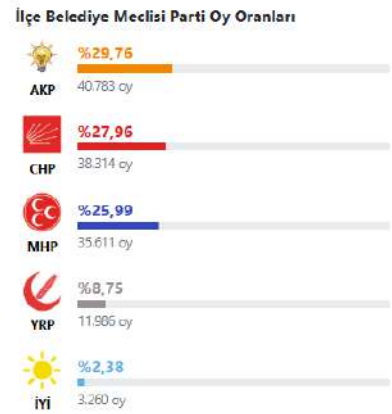 İlçe Belediye Meclisi Parti Oy Oranları
%29,76
AKP
40.783 oy
%27,96
CHP
38.314 oy
%25,99
MHP
35.611 oy
%8,75
YRP
11.986 oy
%2,38
İYİ
3.260 oy